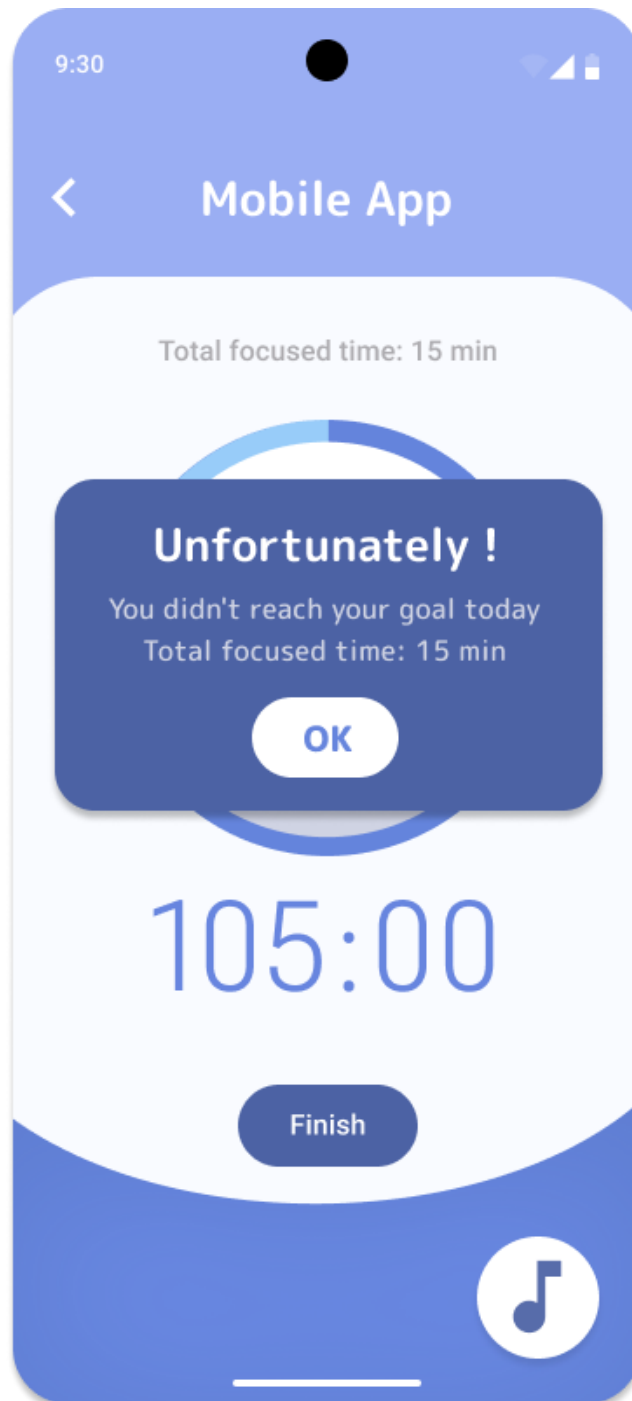 9:30
Mobile App
Total focused time: 15 min
Unfortunately !
You didn't reach your goal today
Total focused time: 15 min
OK
105:00
Finish